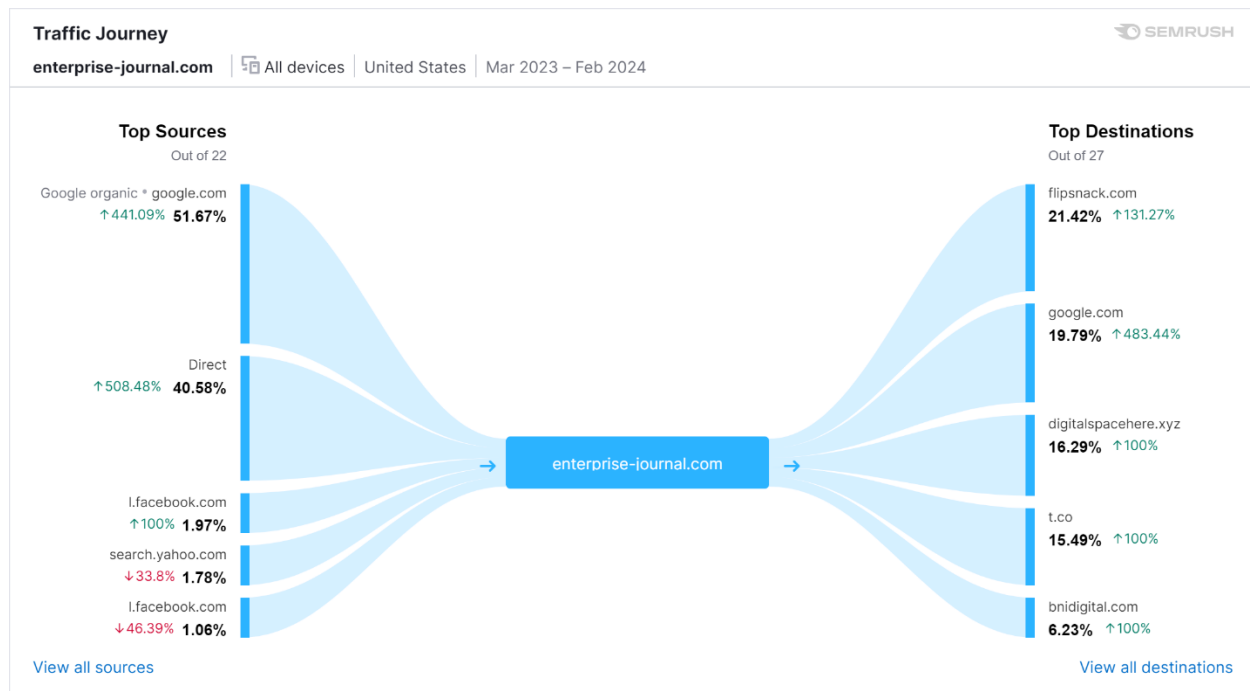 Traffic Journey
SEMRUSH
enterprise-journal.com All devices United States Mar 2023 – Feb 2024
Top Sources
Out of 22
Google organic • google.com
↑441.09% 51.67%
Direct
↑508.48% 40.58%
l.facebook.com
↑100% 1.97%
search.yahoo.com
↓33.8% 1.78%
l.facebook.com
↓46.39% 1.06%
View all sources
enterprise-journal.com
Top Destinations
Out of 27
flipsnack.com
21.42% ↑131.27%
google.com
19.79% ↑483.44%
digitalspacehere.xyz
16.29% ↑100%
t.co
15.49% ↑100%
bnidigital.com
6.23% ↑100%
View all destinations